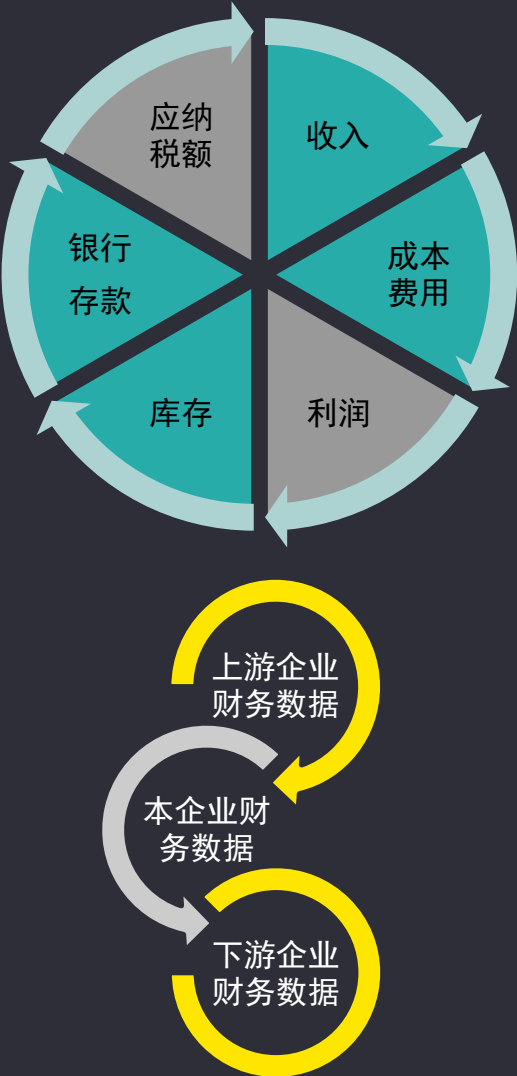 应纳
税额
收入
银行
存款
成本
费用
库存
利润
上游企业
财务数据
本企业财
务数据
下游企业
财务数据